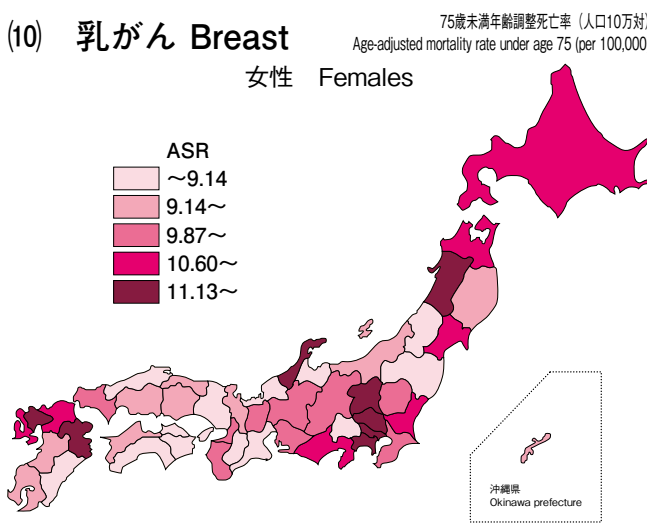 (10) 乳がん Breast
75歳未満年齢調整死亡率（人口10万対)
Age-adjusted mortality rate under age 75 (per 100,000
女性 Females
ASR
～9.14
9.14～
9.87～
10.60～
11.13～
沖縄県
Okinawa prefecture